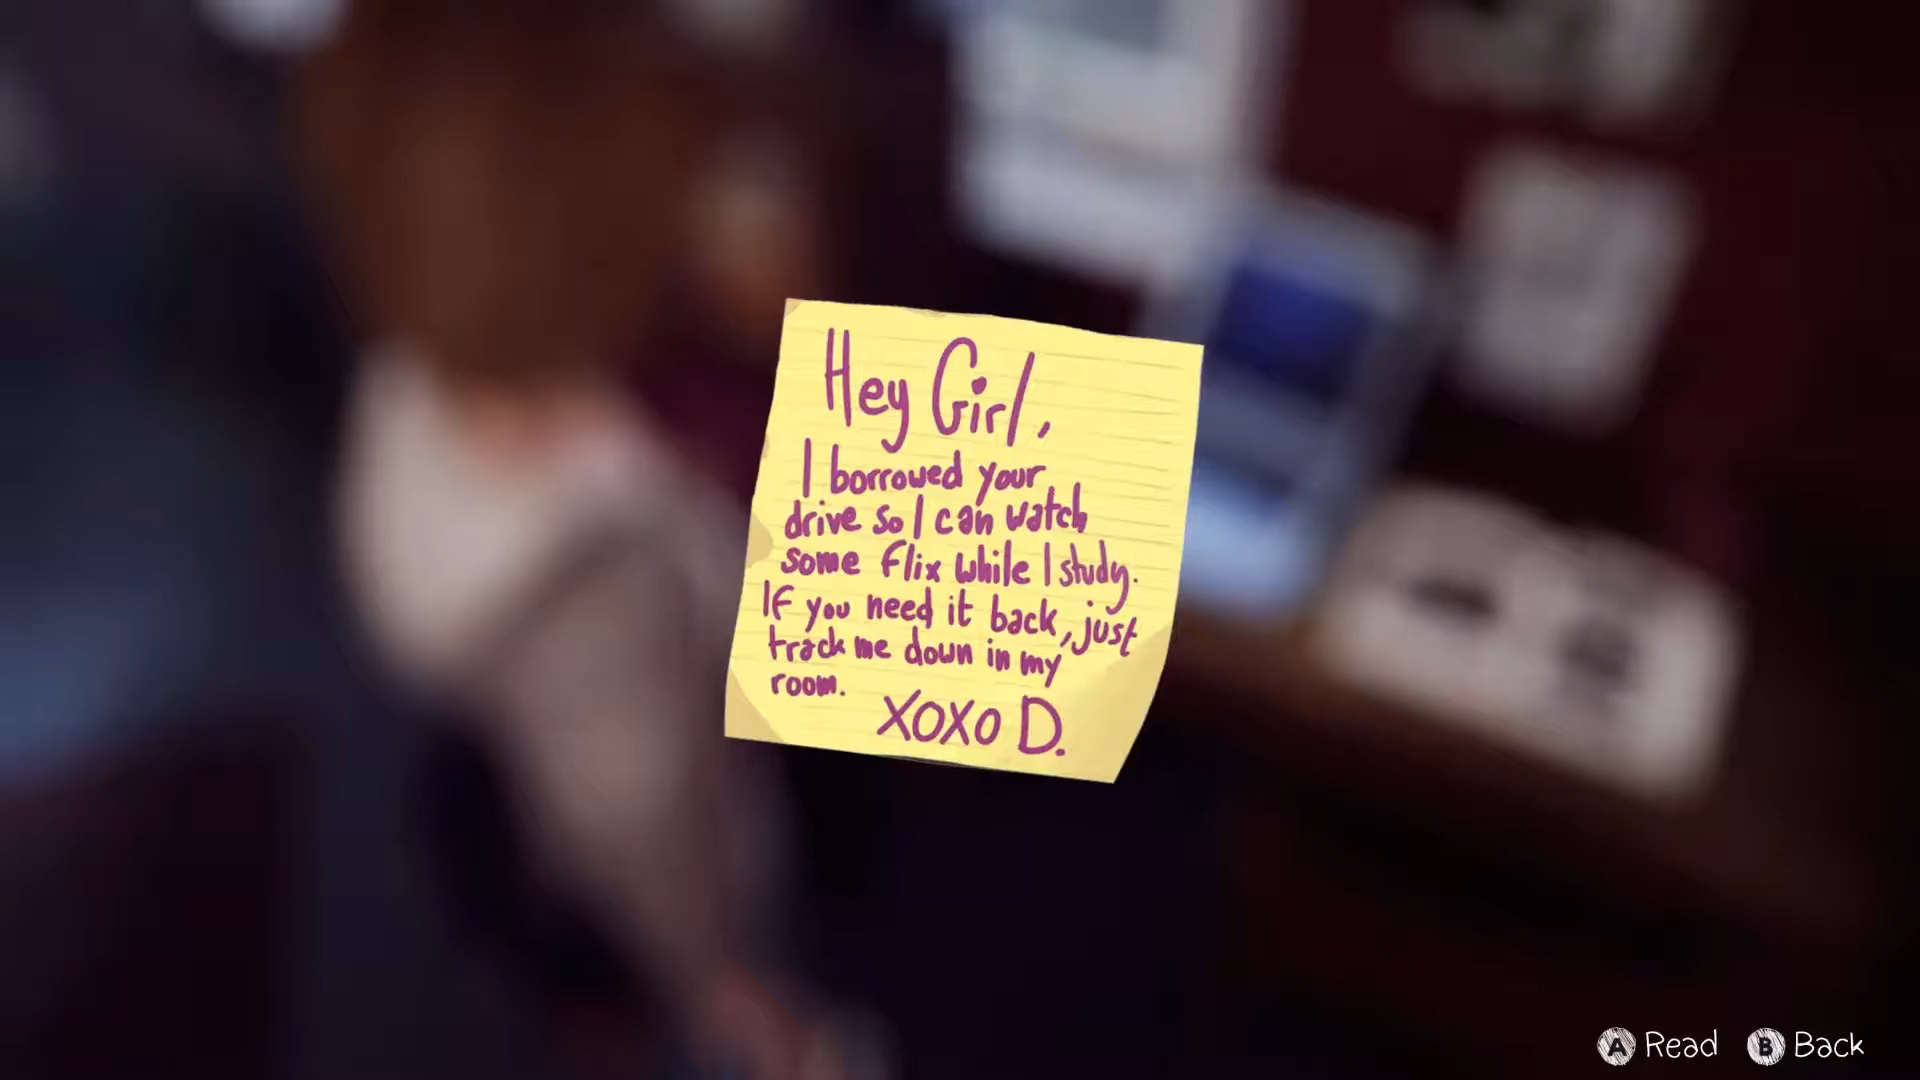 Hey Girl,
I borrowed your
drive so I can watch
some flix while I study.
If you need it back, just
track me down in my
room.
XOXO D.
A Read B Back